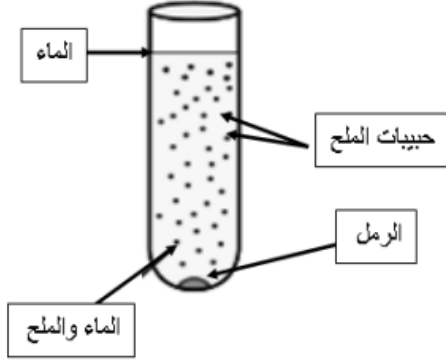 الماء
حبيبات الملح
الرمل
الماء والملح